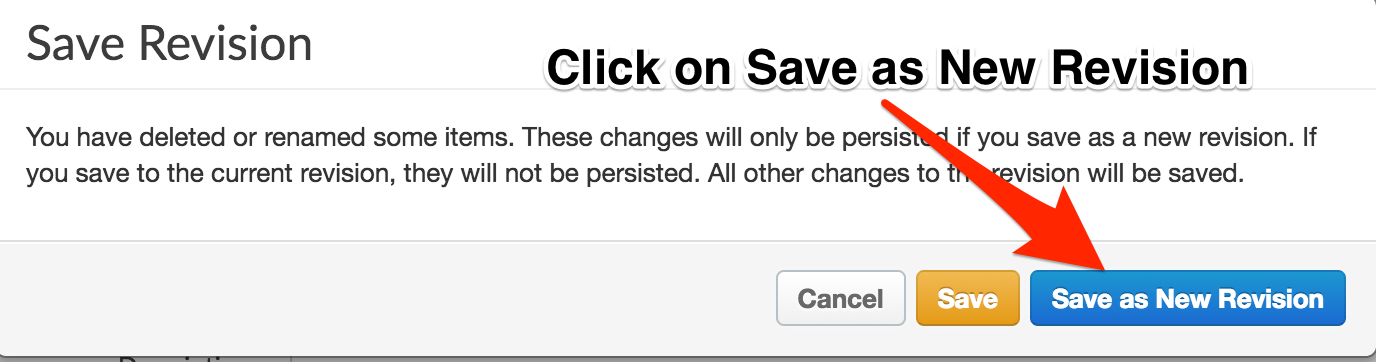 Save Revision
Click on Save as New Revision
You have deleted or renamed some items. These changes will only be persisted if you save as a new revision. If
you save to the current revision, they will not be persisted. All other changes to the revision will be saved.
Cancel
Save
Save as New Revision